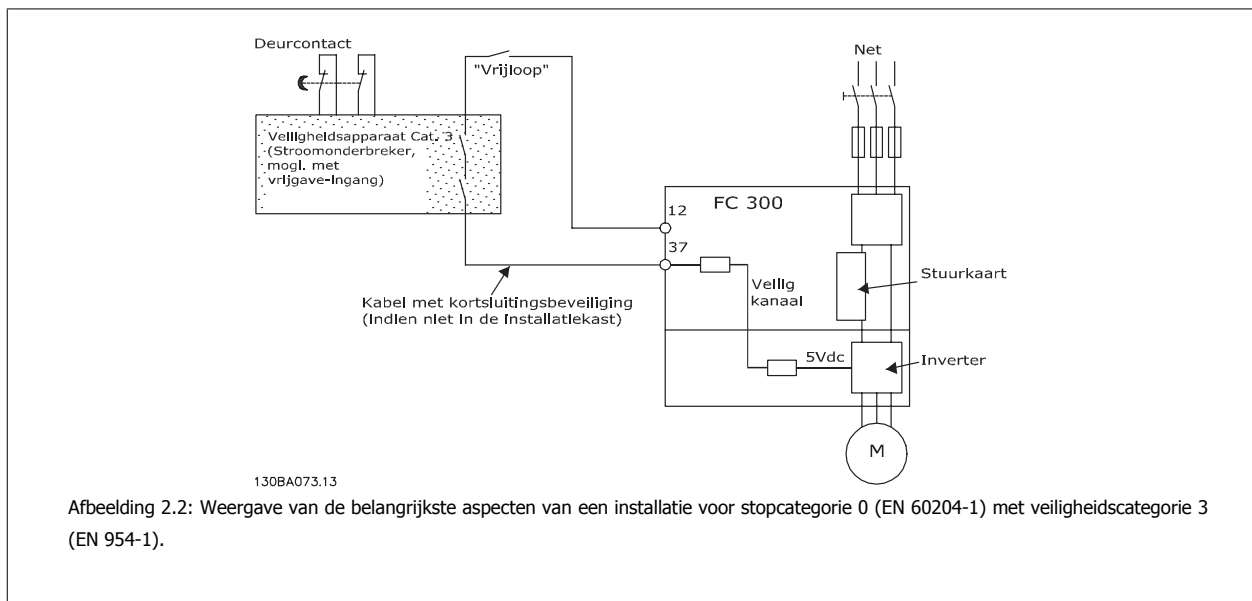 Deurcontact
Net
"Vrijloop"
Veiligheidsapparaat Cat. 3
(Stroomonderbreker,
mogl. met
vrijgave-ingang)
12
FC 300
37
Veilig
kanaal
Stuurkaart
Kabel met kortsluitingsbeveiliging
(Indien niet in de installatiekast)
5Vdc
Inverter
M
130BA073.13
Afbeelding 2.2: Weergave van de belangrijkste aspecten van een installatie voor stopcategorie 0 (EN 60204-1) met veiligheidscategorie 3
(EN 954-1).